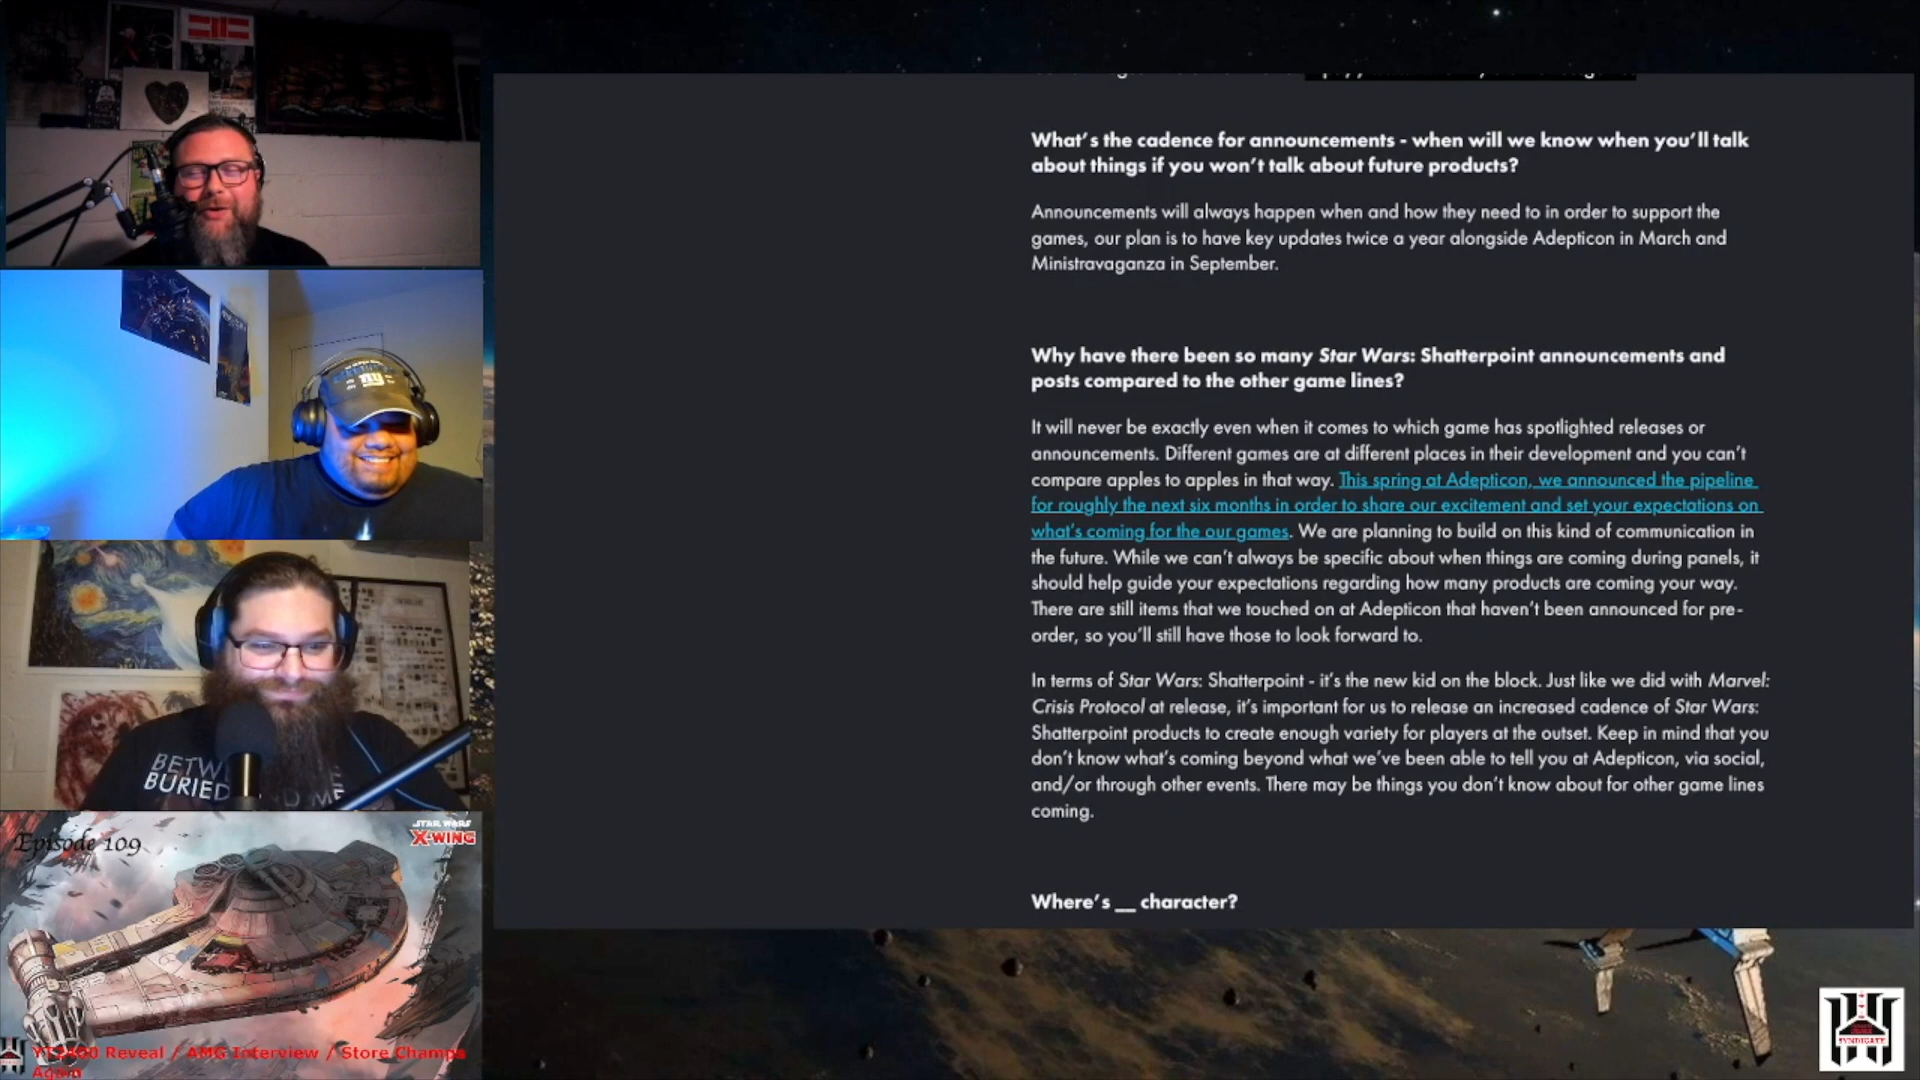 What's the cadence for announcements - when will we know when you'll talk
about things if you won't talk about future products?
Announcements will always happen when and how they need to in order to support the
games, our plan is to have key updates twice a year alongside Adepticon in March and
Ministravaganza in September.
Why have there been so many Star Wars: Shatterpoint announcements and
posts compared to the other game lines?
It will never be exactly even when it comes to which game has spotlighted releases or
announcements. Different games are at different places in their development and you can't
compare apples to apples in that way. This spring at Adepticon, we announced the pipeline
for roughly the next six months in order to share our excitement and set your expectations on
what's coming for the our games. We are planning to build on this kind of communication in
the future. While we can't always be specific about when things are coming during panels, it
should help guide your expectations regarding how many products are coming your way.
There are still items that we touched on at Adepticon that haven't been announced for pre-
order, so you'll still have those to look forward to.
In terms of Star Wars: Shatterpoint - it's the new kid on the block. Just like we did with Marvel:
Crisis Protocol at release, it's important for us to release an increased cadence of Star Wars:
Shatterpoint products to create enough variety for players at the outset. Keep in mind that you
don't know what's coming beyond what we've been able to tell you at Adepticon, via social,
and/or through other events. There may be things you don't know about for other game lines
coming.
Where's __ character?
NY
BURIED
Episode 109
STAR WARS
X-WING
YT2400 Reveal / AMG Interview / Store Champs
Again
SYNDICATE